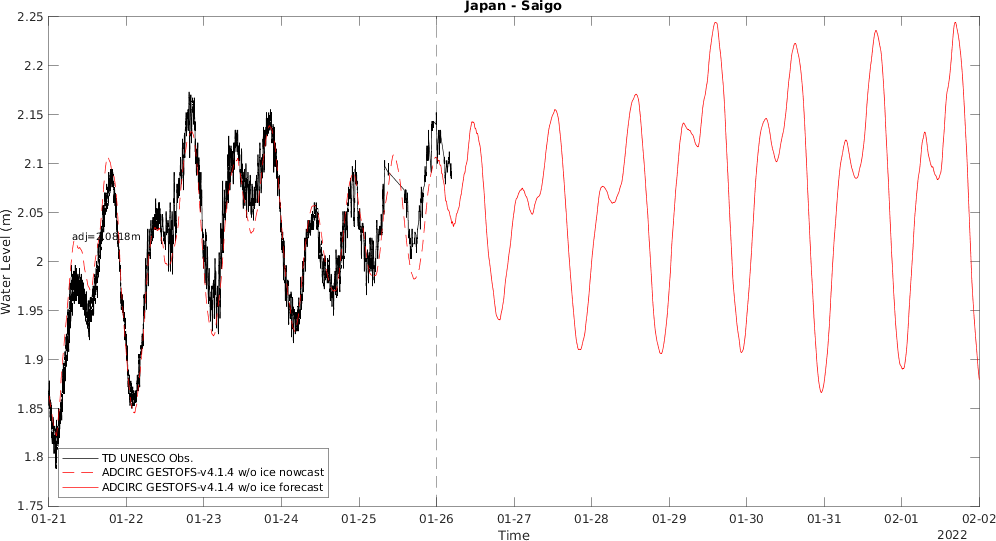 Japan - Saigo
2.25
2.2
2.15
2.1
2.05
2
1.95
1.9
1.85
1.8
1.75
Water Level (m)
adj=2.0818m
TD UNESCO Obs.
ADCIRC GESTOFS-v4.1.4 w/o ice nowcast
ADCIRC GESTOFS-v4.1.4 w/o ice forecast
01-21 01-22 01-23 01-24 01-25 01-26 01-27 01-28 01-29 01-30 01-31 02-01 02-02
Time
2022